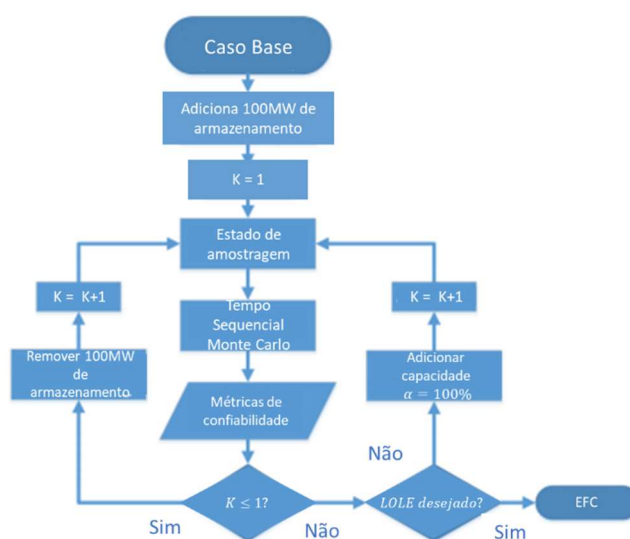 Caso Base
Adiciona 100MW de
armazenamento
K = 1
Estado de
amostragem
K = K+1
K = K+1
Tempo
Sequencial
Monte Carlo
Remover 100MW
de
armazenamento
Adicionar
capacidade
α = 100%
Métricas de
confiabilidade
Não
K ≤ 1?
LOLE desejado?
EFC
Sim
Não
Sim